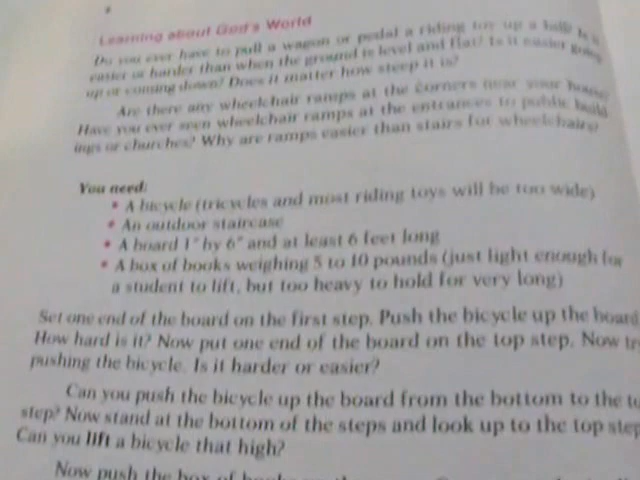 Learning about God's World
Do you ever have to pull a wagon or pedal a riding toy up a hill? Is it
easier or harder than when the ground is level and flat? Is it easier going
up or coming down? Does it matter how steep it is?
Are there any wheelchair ramps at the corners near your house?
Have you ever seen wheelchair ramps at the entrances to public build
ings or churches? Why are ramps easier than stairs for wheelchairs?
You need:
• A bicycle (tricycles and most riding toys will be too wide)
• An outdoor staircase
• A board 1" by 6" and at least 6 feet long
• A box of books weighing 5 to 10 pounds (just light enough for
a student to lift, but too heavy to hold for very long)
Set one end of the board on the first step. Push the bicycle up the board
How hard is it? Now put one end of the board on the top step. Now tr
pushing the bicycle. Is it harder or easier?
Can you push the bicycle up the board from the bottom to the to
step? Now stand at the bottom of the steps and look up to the top step
Can you lift a bicycle that high?
Now push the box of